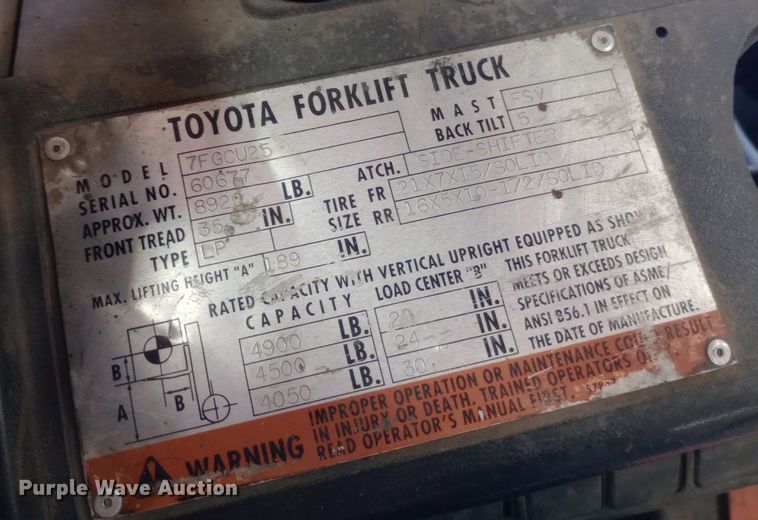 TOYOTA FORKLIFT TRUCK
MODEL 7FGCU25 MAST FSV
SERIAL NO. 60677 BACK TILT 5
APPROX. WT. LB. ATCH. SIDE-SHIFTER
FRONT TREAD 35 IN. TIRE SIZE FR 21X7X15/SOLID
TYPE LP RR 16X5X10-1/2/SOLID
MAX. LIFTING HEIGHT "A" 189 IN.
RATED CAPACITY WITH VERTICAL UPRIGHT EQUIPPED AS SHOWN
CAPACITY LOAD CENTER "B"
4900 LB. IN.
4500 LB. 24 IN.
4050 LB. 30 IN.
THIS FORKLIFT TRUCK
MEETS OR EXCEEDS DESIGN
SPECIFICATIONS OF ASME/
ANSI B56.1 IN EFFECT ON
THE DATE OF MANUFACTURE.
A
B
B
A
WARNING
IMPROPER OPERATION OR MAINTENANCE COULD RESULT
IN INJURY OR DEATH. TRAINED OPERATORS
READ OPERATOR'S MANUAL FIRST.
Purple Wave Auction